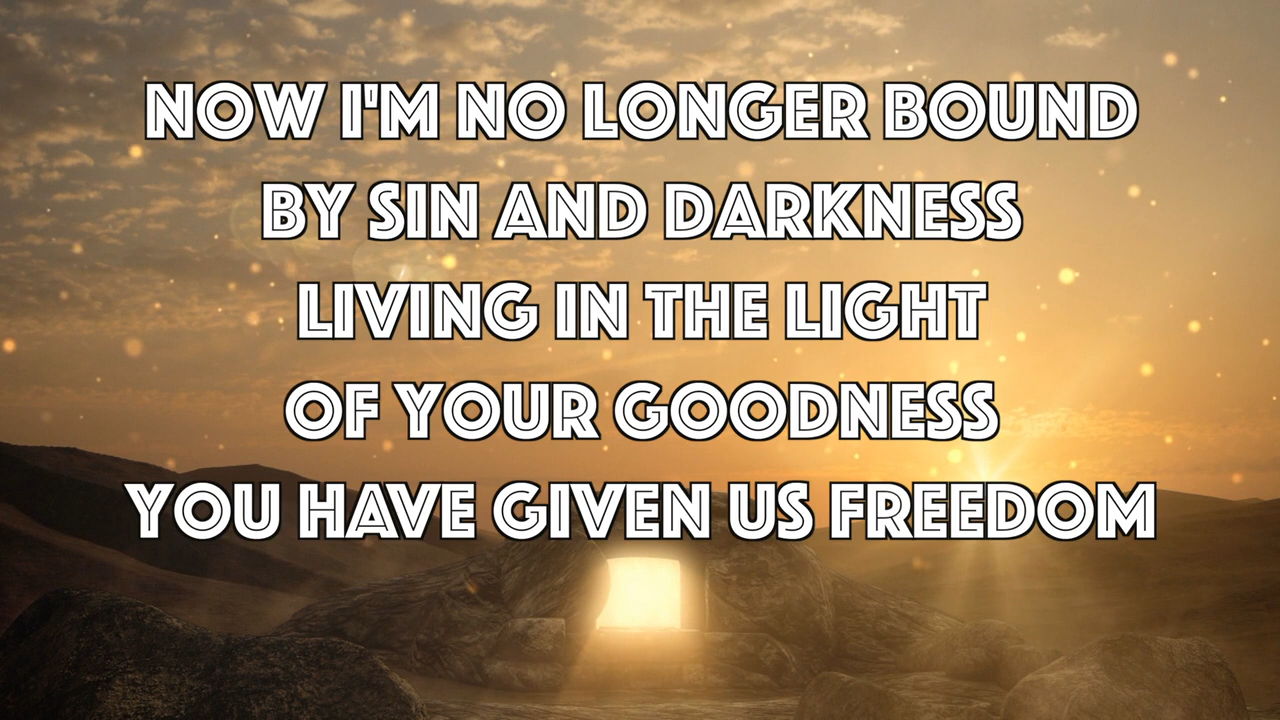 NOW I'M NO LONGER BOUND
BY SIN AND DARKNESS
LIVING IN THE LIGHT
OF YOUR GOODNESS
YOU HAVE GIVEN US FREEDOM